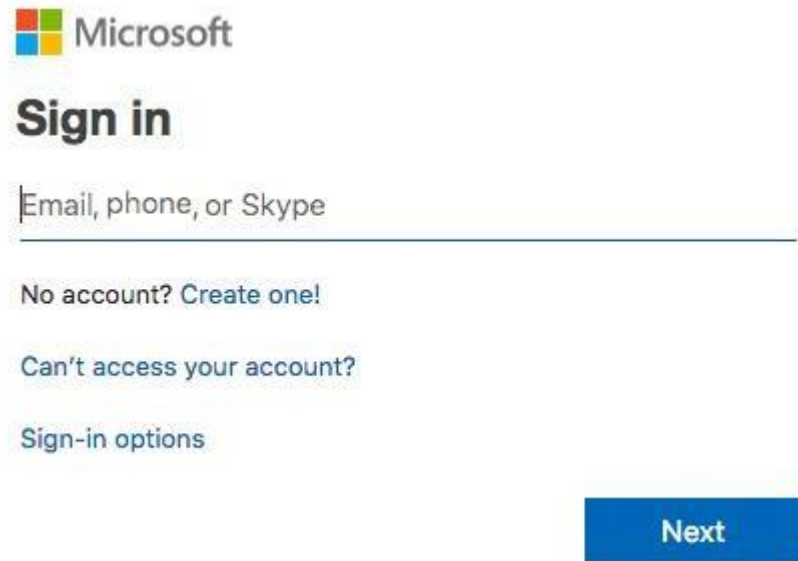 Microsoft
Sign in
Email, phone, or Skype
No account? Create one!
Can't access your account?
Sign-in options
Next